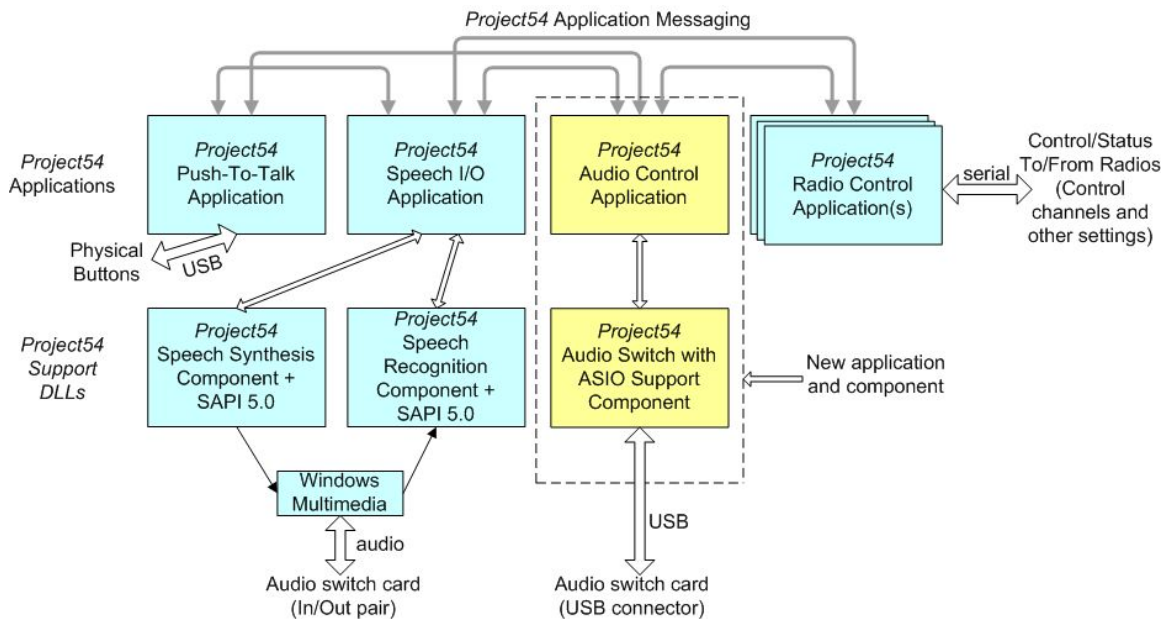 Project54 Application Messaging
Project54
Applications
Project54
Push-To-Talk
Application
Project54
Speech I/O
Application
Project54
Audio Control
Application
Project54
Radio Control
Application(s)
serial
Control/Status
To/From Radios
(Control
channels and
other settings)
Physical
Buttons
USB
Project54
Support
DLLs
Project54
Speech Synthesis
Component +
SAPI 5.0
Project54
Speech
Recognition
Component +
SAPI 5.0
Project54
Audio Switch with
ASIO Support
Component
New application
and component
Windows
Multimedia
audio
USB
Audio switch card
(In/Out pair)
Audio switch card
(USB connector)